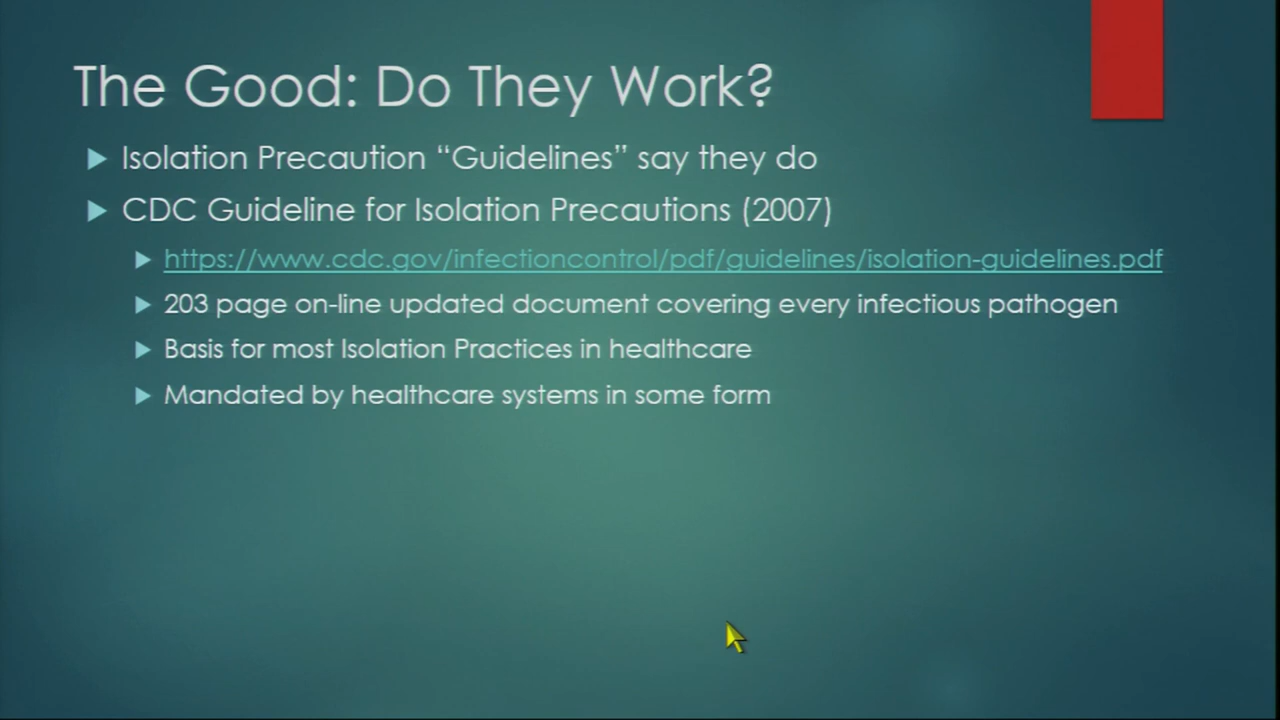 The Good: Do They Work?
Isolation Precaution “Guidelines” say they do
CDC Guideline for Isolation Precautions (2007)
https://www.cdc.gov/infectioncontrol/pdf/guidelines/isolation-guidelines.pdf
203 page on-line updated document covering every infectious pathogen
Basis for most Isolation Practices in healthcare
Mandated by healthcare systems in some form